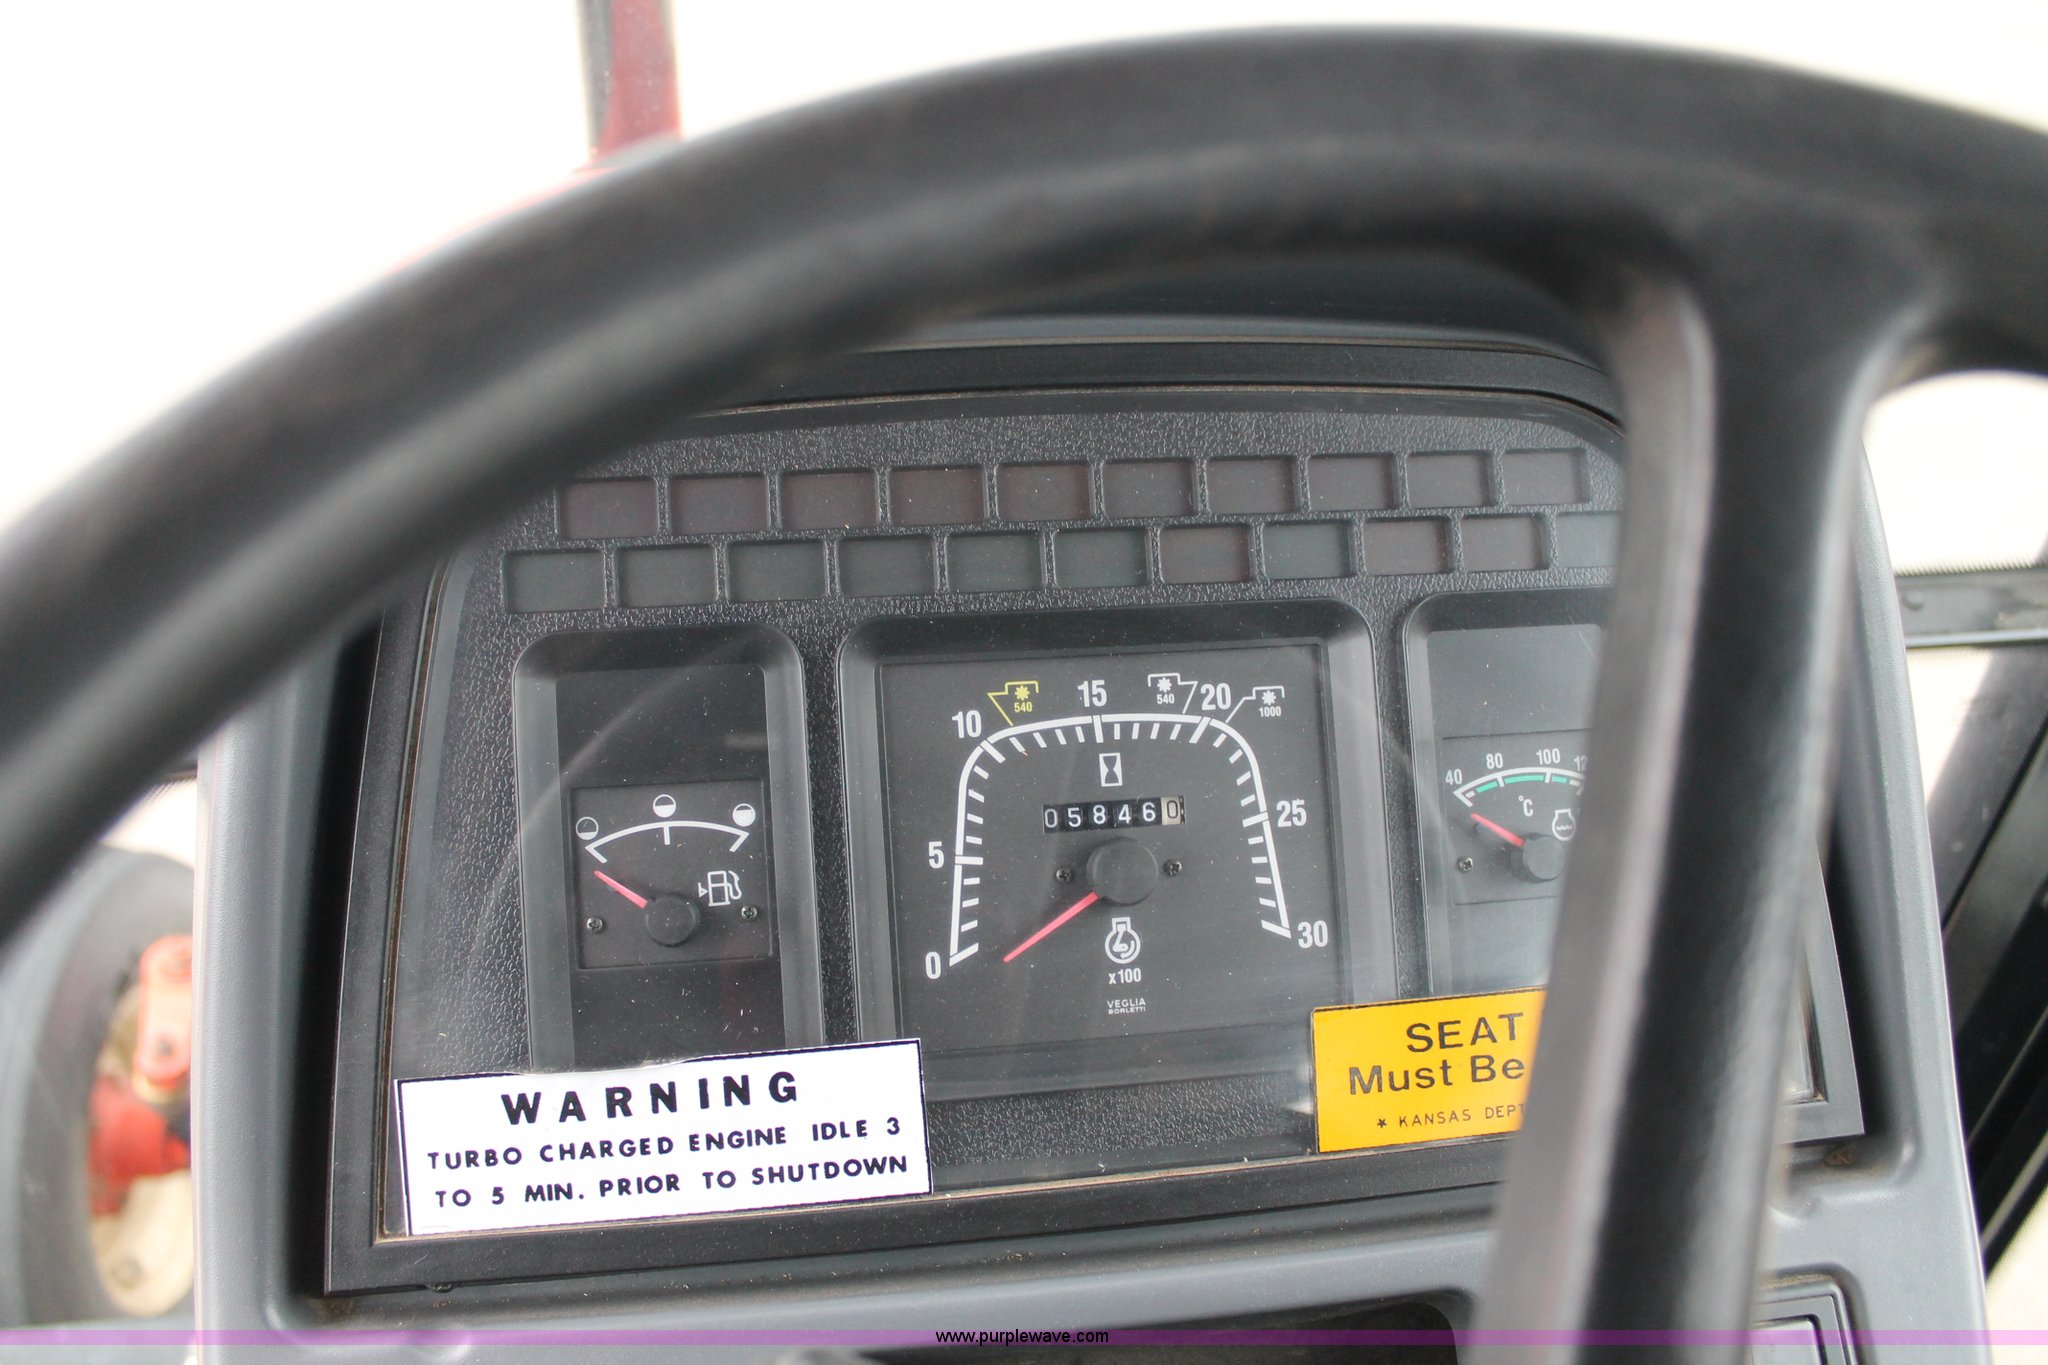 10
540
15
540
20
1000
5
058460
25
0
30
x100
VEGLIA
BORLETTI
40 80 100
°C
WARNING
TURBO CHARGED ENGINE IDLE 3
TO 5 MIN. PRIOR TO SHUTDOWN
SEAT
Must Be
★ KANSAS DEPT
www.purplewave.com